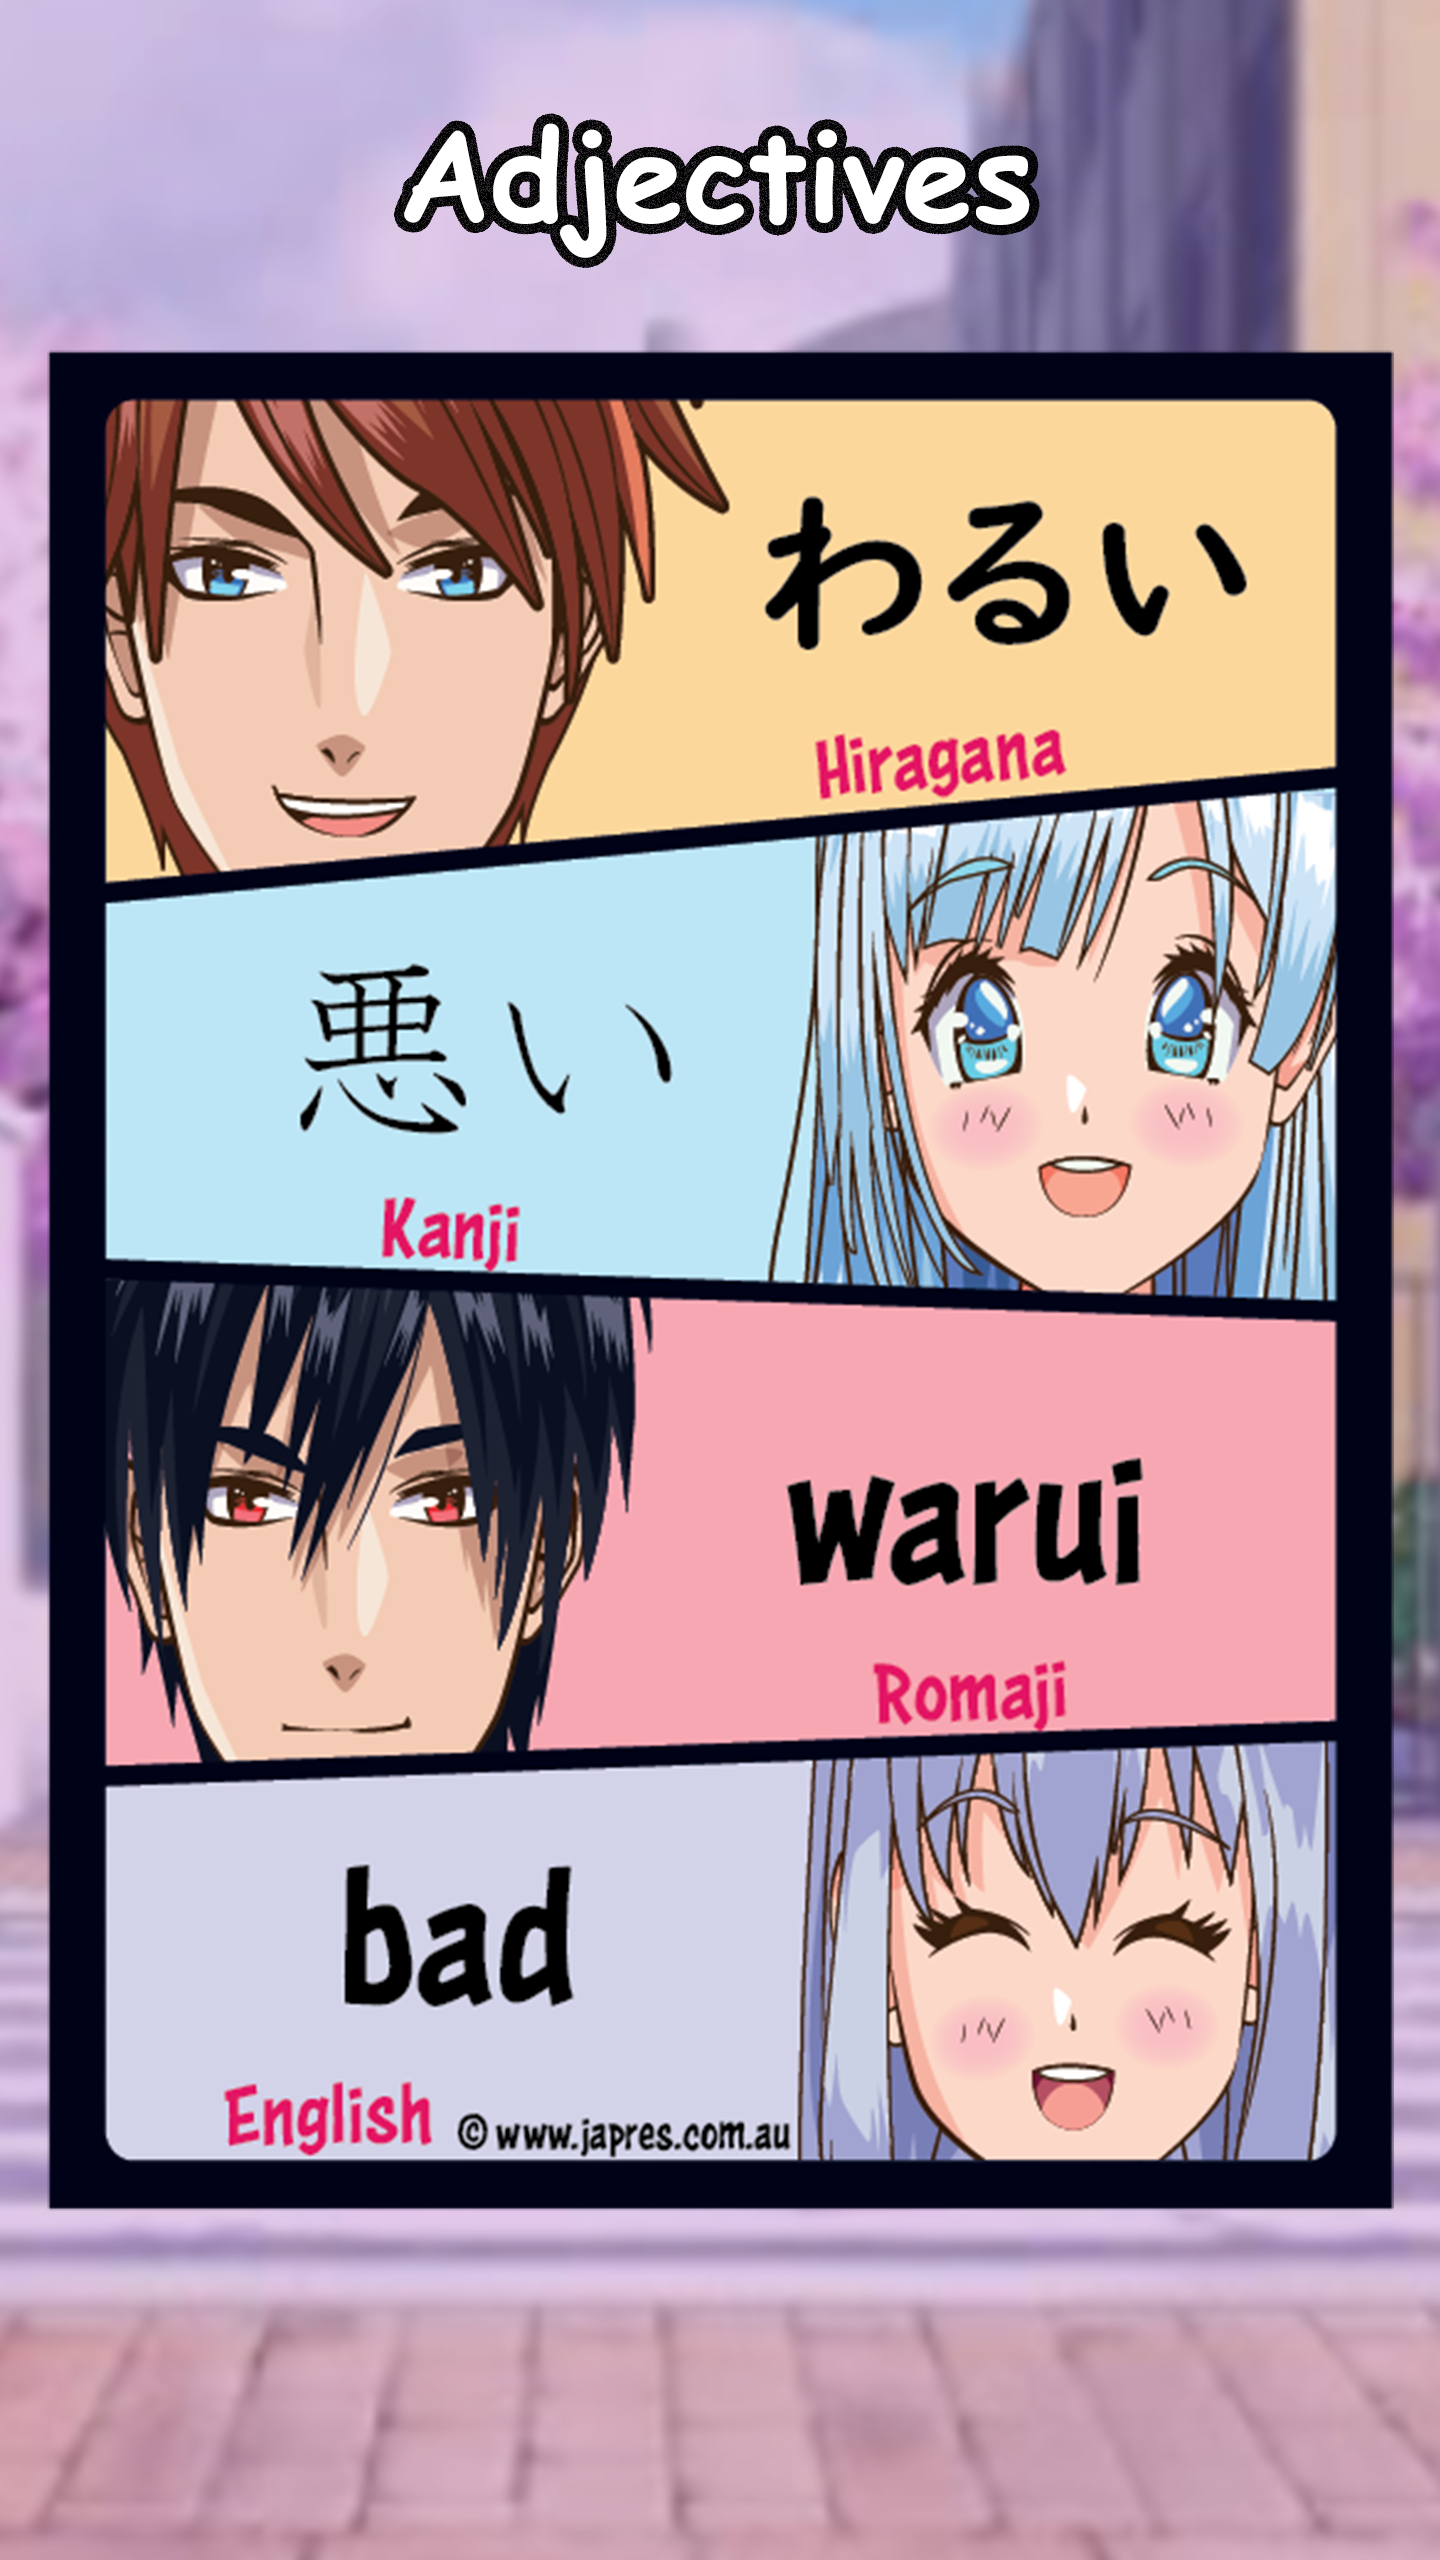 Adjectives
わるい
Hiragana
悪い
Kanji
warui
Romaji
bad
English
© www.japres.com.au